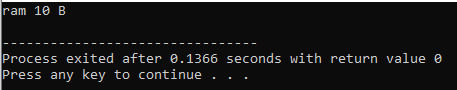 ram 10 B
--------------------------------
Process exited after 0.1366 seconds with return value 0
Press any key to continue . . .